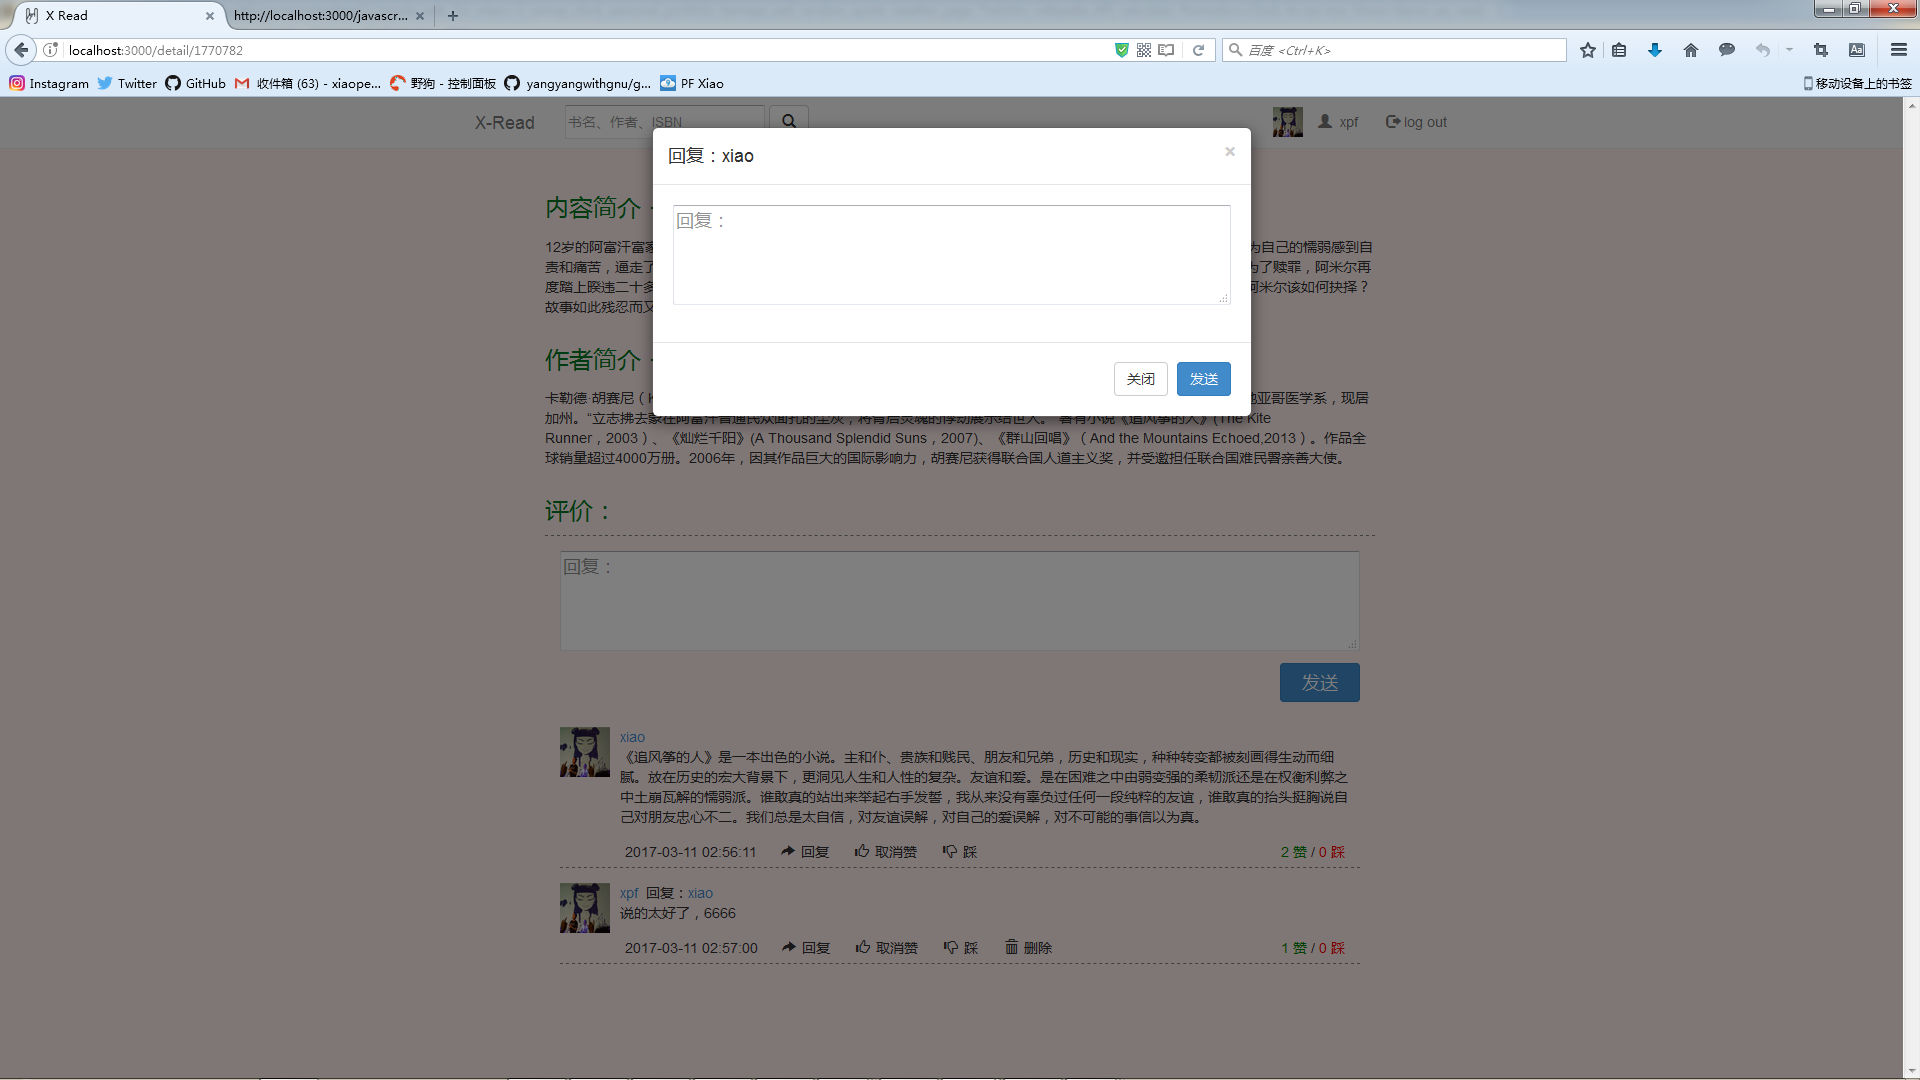 X Read
http://localhost:3000/javascr...
localhost:3000/detail/1770782
百度 <Ctrl+K>
Instagram Twitter GitHub 收件箱 (63) - xiaope... 野狗 - 控制面板 yangyangwithgnu/g... PF Xiao 移动设备上的书签
X-Read 书名、作者、ISBN xpf log out
回复：xiao ×
回复：
关闭 发送
内容简介
12岁的阿富汗富家 为自己的懦弱感到自
责和痛苦，逼走了 为了赎罪，阿米尔再
度踏上暌违二十多 阿米尔该如何抉择？
故事如此残忍而又
作者简介
卡勒德·胡赛尼（K 地亚哥医学系，现居
加州。“立志拂去蒙在阿富汗普通民众面孔的尘灰，将背后灵魂的悸动展示给世人。”著有小说《追风筝的人》(The Kite
Runner，2003）、《灿烂千阳》(A Thousand Splendid Suns，2007)、《群山回唱》（And the Mountains Echoed,2013）。作品全
球销量超过4000万册。2006年，因其作品巨大的国际影响力，胡赛尼获得联合国人道主义奖，并受邀担任联合国难民署亲善大使。
评价：
回复：
发送
xiao
《追风筝的人》是一本出色的小说。主和仆、贵族和贱民、朋友和兄弟，历史和现实，种种转变都被刻画得生动而细
腻。放在历史的宏大背景下，更洞见人生和人性的复杂。友谊和爱。是在困难之中由弱变强的柔韧派还是在权衡利弊之
中土崩瓦解的懦弱派。谁敢真的站出来举起右手发誓，我从来没有辜负过任何一段纯粹的友谊，谁敢真的抬头挺胸说自
己对朋友忠心不二。我们总是太自信，对友谊误解，对自己的爱误解，对不可能的事信以为真。
2017-03-11 02:56:11 回复 取消赞 踩 2 赞 / 0 踩
xpf 回复：xiao
说的太好了，6666
2017-03-11 02:57:00 回复 取消赞 踩 删除 1 赞 / 0 踩